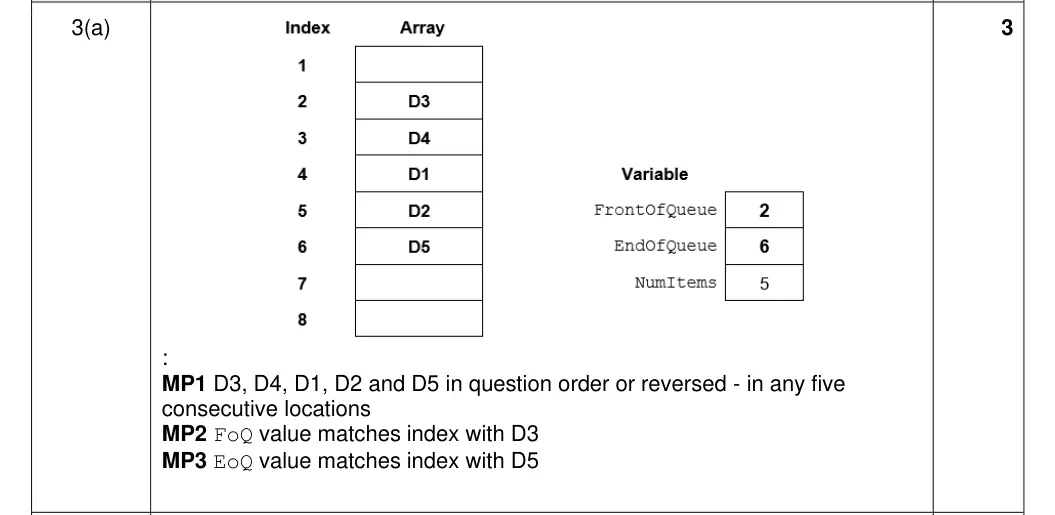 3(a)
Index Array
3
1
2 D3
3 D4
4 D1
Variable
5 D2
FrontOfQueue 2
6 D5
EndOfQueue 6
7
NumItems 5
8
:
MP1 D3, D4, D1, D2 and D5 in question order or reversed - in any five
consecutive locations
MP2 FoQ value matches index with D3
MP3 EoQ value matches index with D5